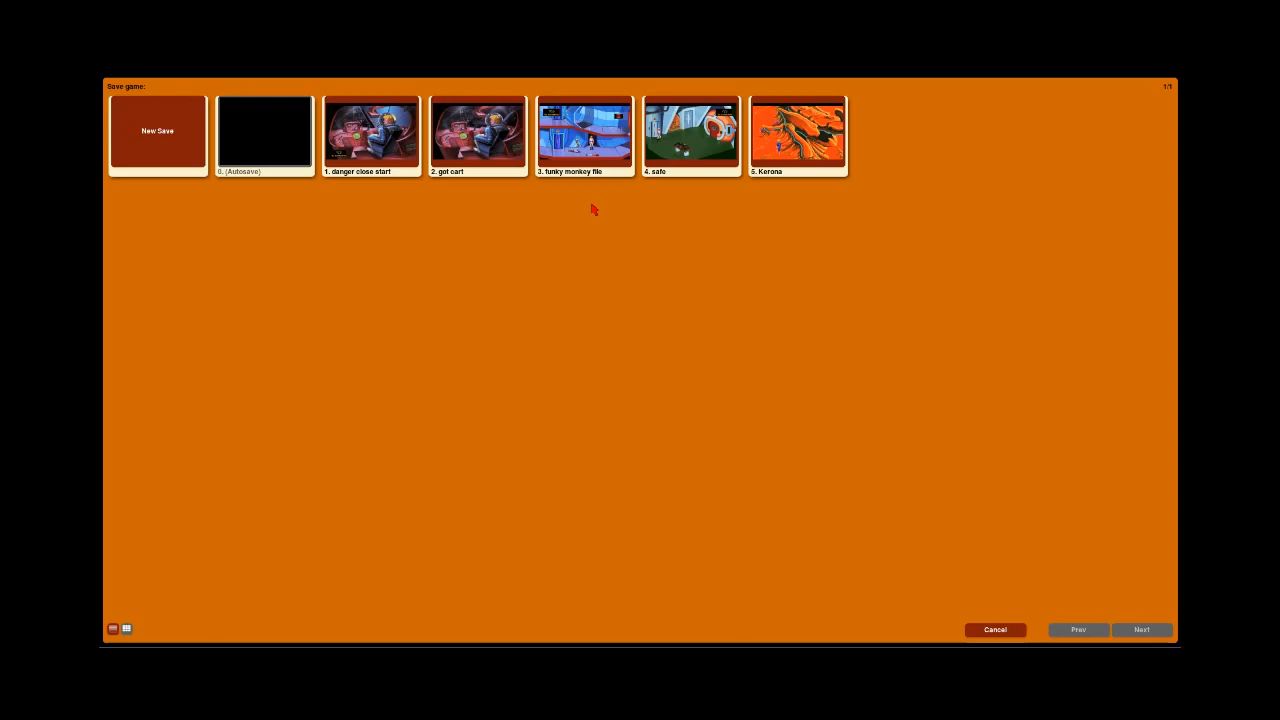 Save game:
1/1
New Save
0. (Autosave)
1. danger close start
2. got cart
3. funky monkey file
4. safe
5. Kerona
Cancel
Prev
Next